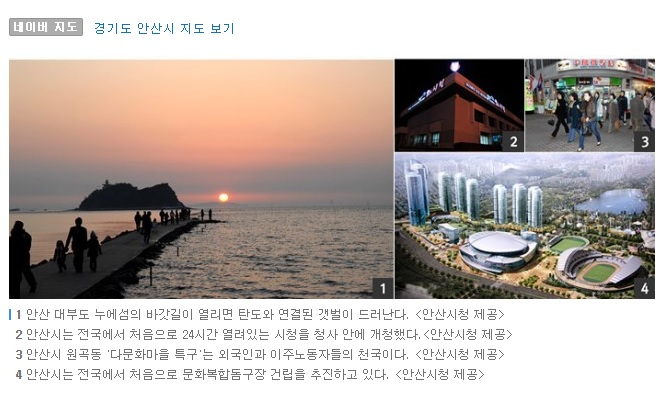 네이버 지도 경기도 안산시 지도 보기
1
2
3
4
1 안산 대부도 누에섬의 바갓길이 열리면 탄도와 연결된 갯벌이 드러난다. <안산시청 제공>
2 안산시는 전국에서 처음으로 24시간 열려있는 시청을 청사 안에 개청했다.<안산시청 제공>
3 안산시 원곡동 '다문화마을 특구'는 외국인과 이주노동자들의 천국이다. <안산시청 제공>
4 안산시는 전국에서 처음으로 문화복합돔구장 건립을 추진하고 있다. <안산시청 제공>